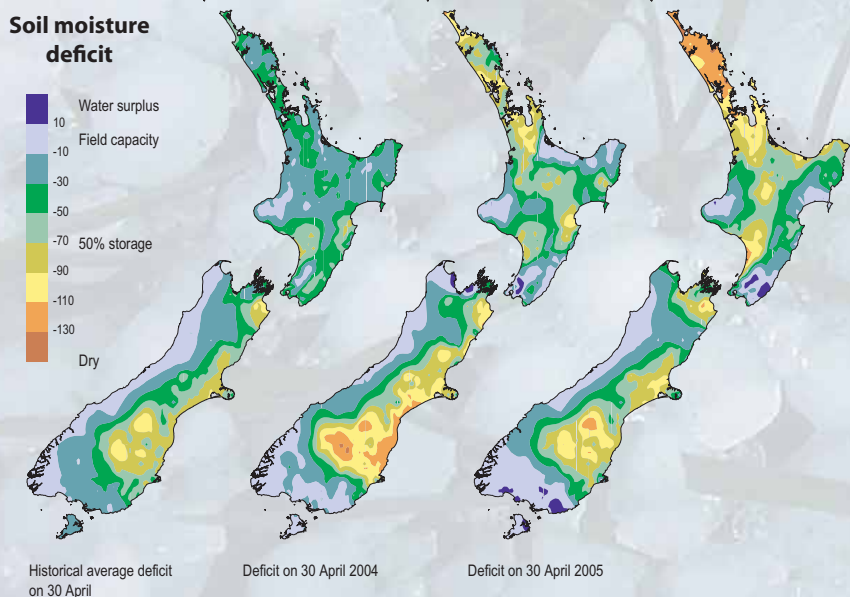 Soil moisture
deficit
Water surplus
10
Field capacity
-10
-30
-50
-70
50% storage
-90
-110
-130
Dry
Historical average deficit
on 30 April
Deficit on 30 April 2004
Deficit on 30 April 2005